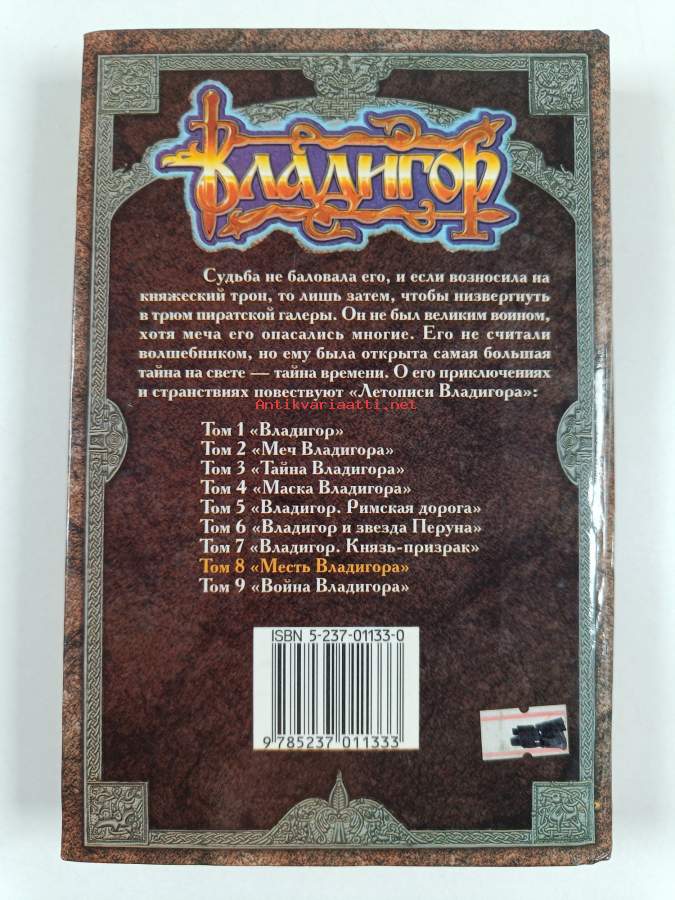 Владигор
Судьба не баловала его, и если возносила на
княжеский трон, то лишь затем, чтобы низвергнуть
в трюм пиратской галеры. Он не был великим воином,
хотя меча его опасались многие. Его не считали
волшебником, но ему была открыта самая большая
тайна на свете — тайна времени. О его приключениях
и странствиях повествуют «Летописи Владигора»:
Antikvariaatti.net
Том 1 «Владигор»
Том 2 «Меч Владигора»
Том 3 «Тайна Владигора»
Том 4 «Маска Владигора»
Том 5 «Владигор. Римская дорога»
Том 6 «Владигор и звезда Перуна»
Том 7 «Владигор. Князь-призрак»
Том 8 «Месть Владигора»
Том 9 «Война Владигора»
ISBN 5-237-01133-0
9 785237 011333